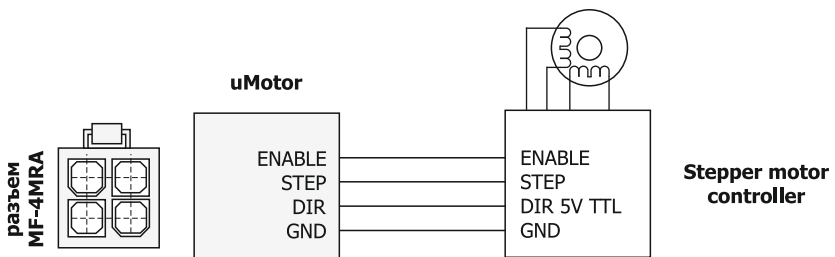 uMotor
разъем
MF-4MRA
ENABLE
STEP
DIR
GND
ENABLE
STEP
DIR 5V TTL
GND
Stepper motor
controller